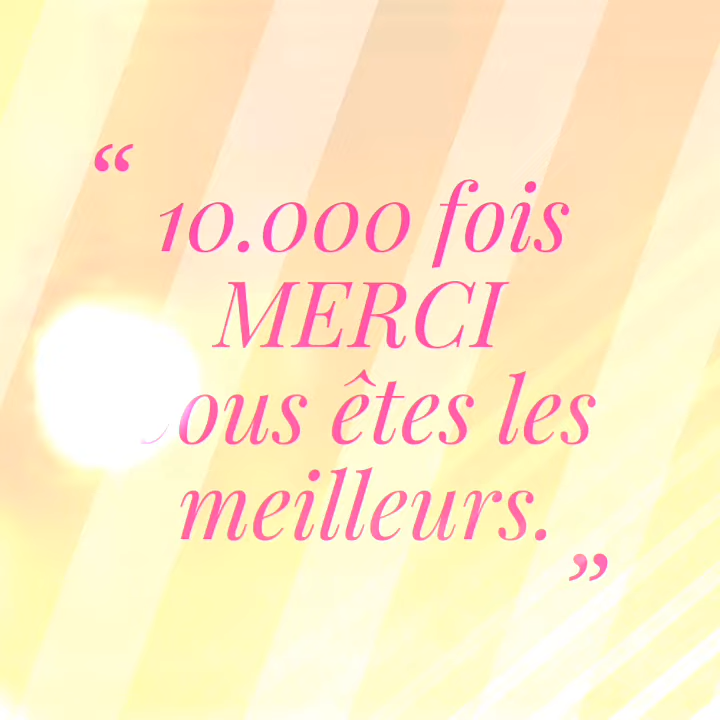 “ 10.000 fois
MERCI
vous êtes les
meilleurs. ”